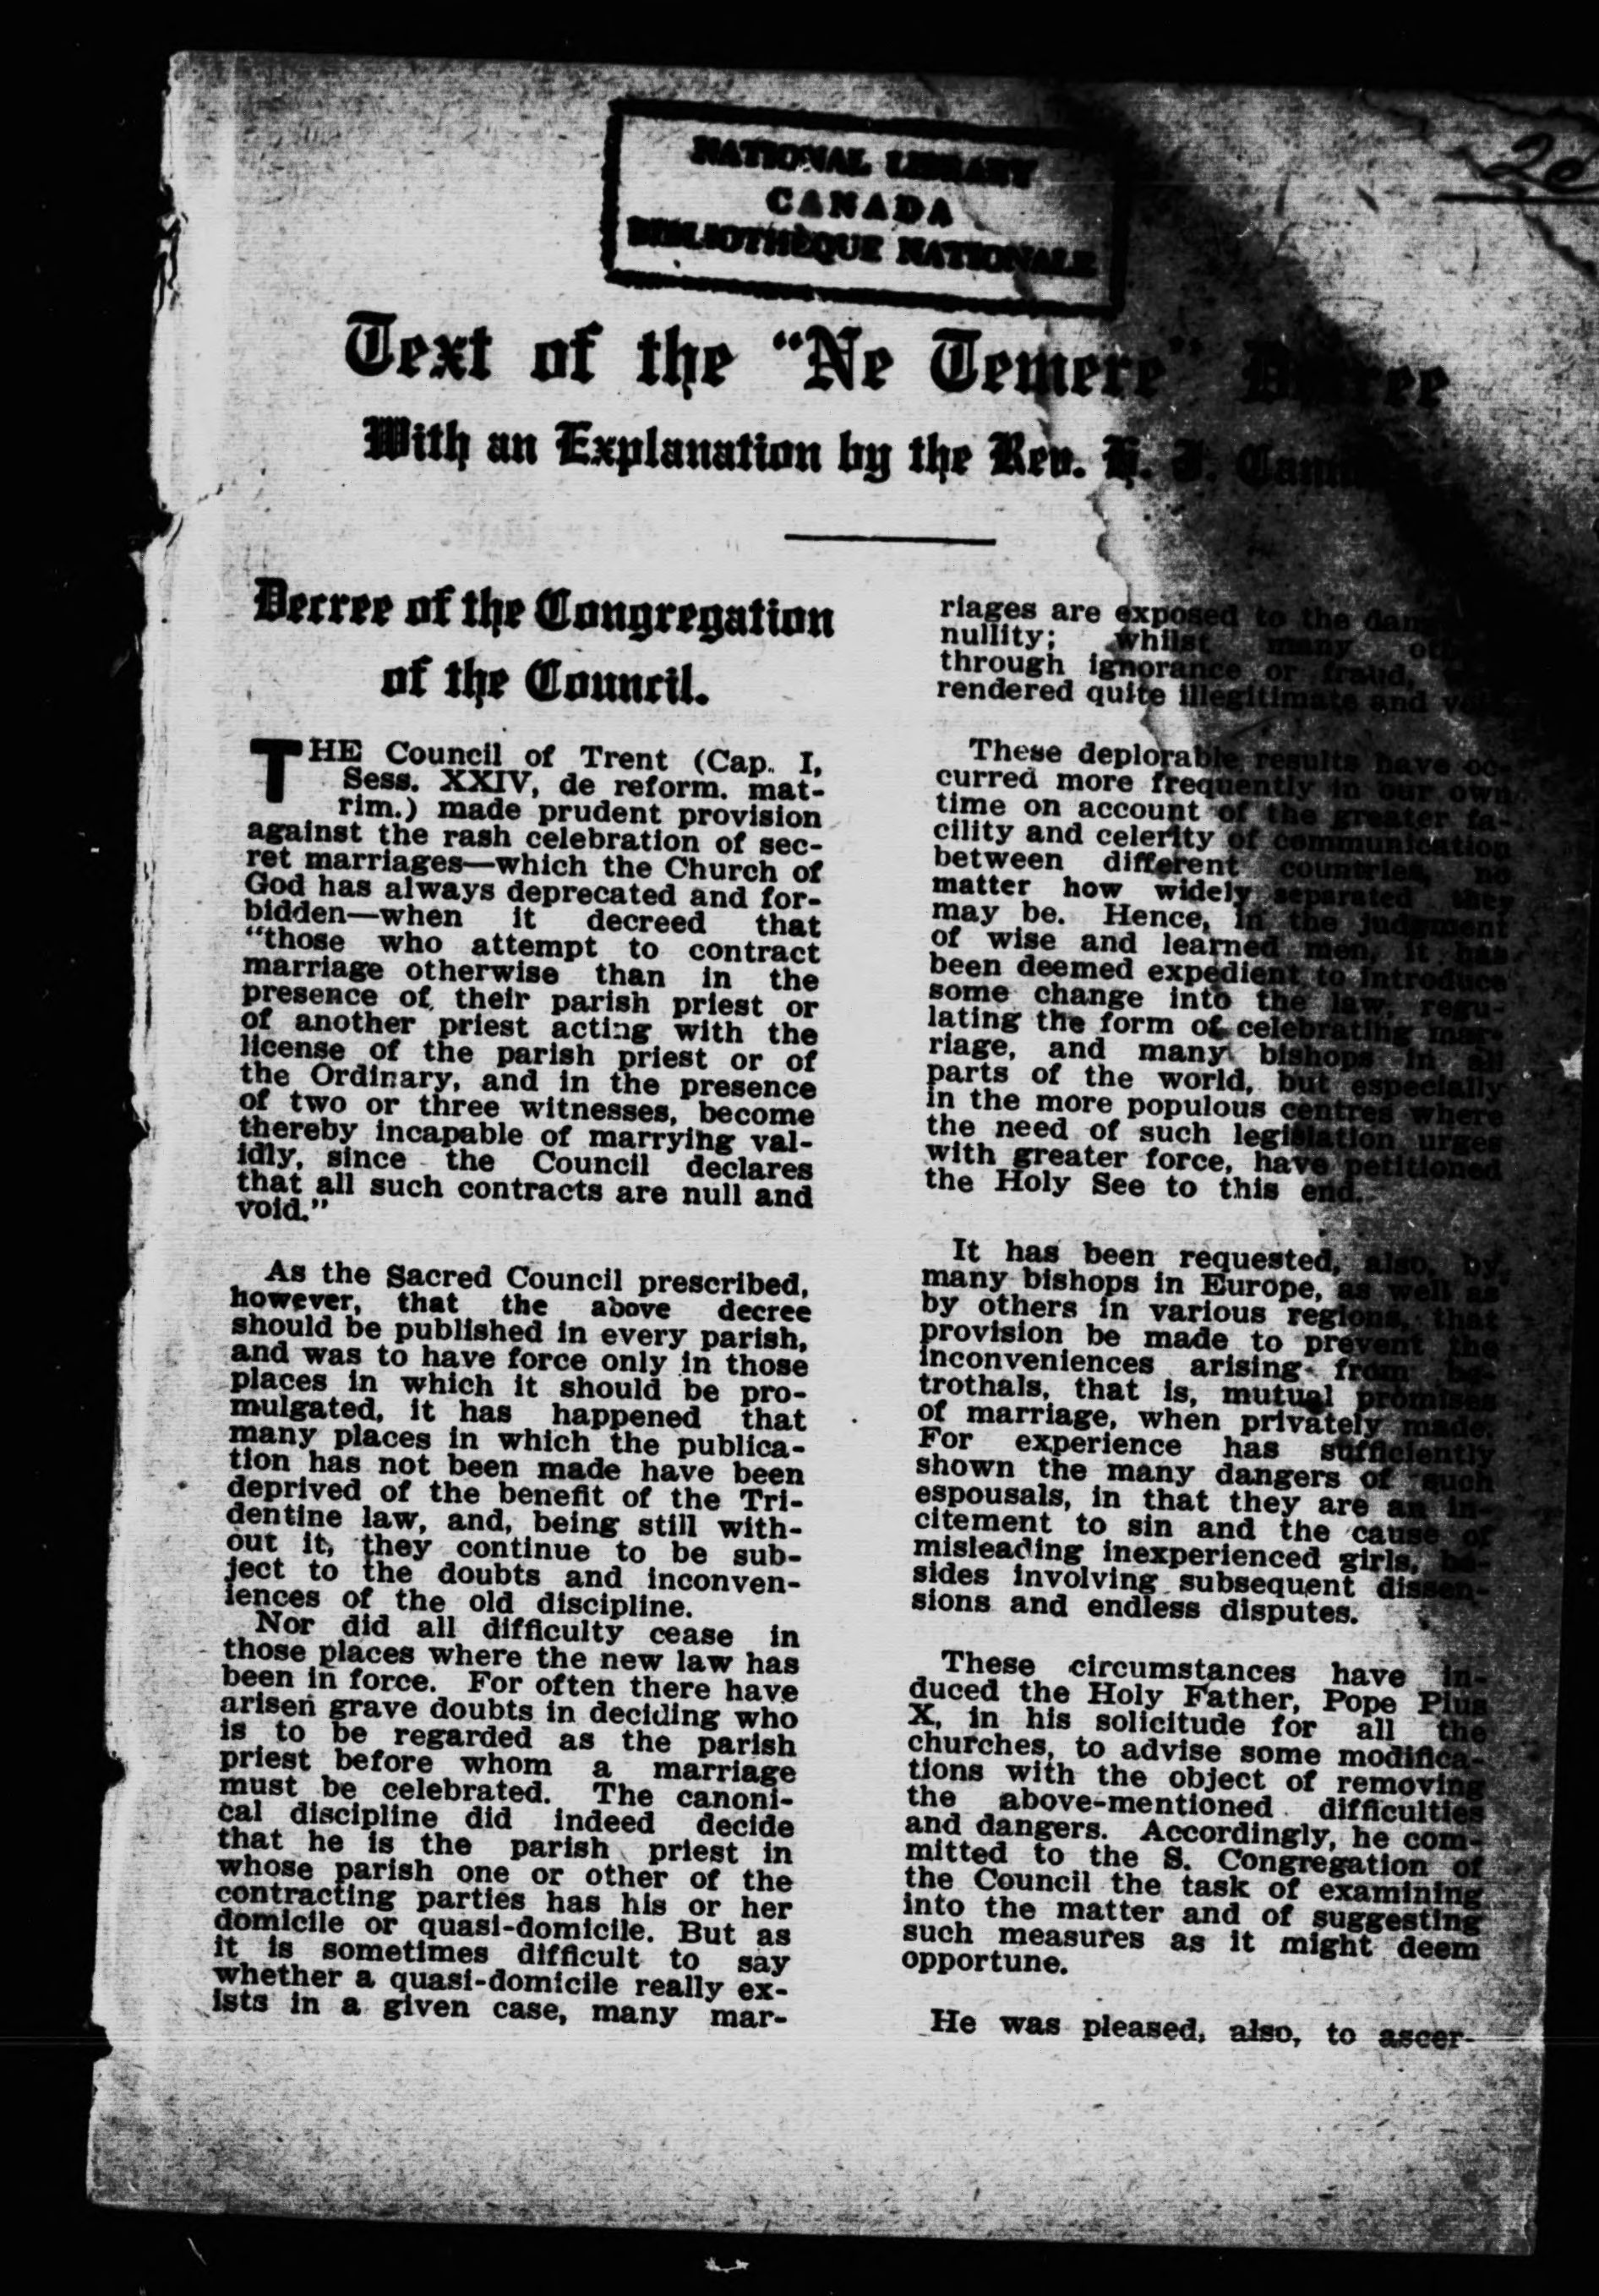 NATIONAL LIBRARY
CANADA
BIBLIOTHÈQUE NATIONALE
Text of the "Ne Temere" Decree
With an Explanation by the Rev. H. J.
Decree of the Congregation
of the Council.
THE Council of Trent (Cap. I,
Sess. XXIV, de reform. mat-
rim.) made prudent provision
against the rash celebration of sec-
ret marriages—which the Church of
God has always deprecated and for-
bidden—when it decreed that
"those who attempt to contract
marriage otherwise than in the
presence of their parish priest or
of another priest acting with the
license of the parish priest or of
the Ordinary, and in the presence
of two or three witnesses, become
thereby incapable of marrying val-
idly, since the Council declares
that all such contracts are null and
void."
As the Sacred Council prescribed,
however, that the above decree
should be published in every parish,
and was to have force only in those
places in which it should be pro-
mulgated, it has happened that
many places in which the publica-
tion has not been made have been
deprived of the benefit of the Tri-
dentine law, and, being still with-
out it, they continue to be sub-
ject to the doubts and inconven-
iences of the old discipline.
Nor did all difficulty cease in
those places where the new law has
been in force. For often there have
arisen grave doubts in deciding who
is to be regarded as the parish
priest before whom a marriage
must be celebrated. The canoni-
cal discipline did indeed decide
that he is the parish priest in
whose parish one or other of the
contracting parties has his or her
domicile or quasi-domicile. But as
it is sometimes difficult to say
whether a quasi-domicile really ex-
ists in a given case, many mar-
riages are exposed to the
nullity; whilst many
through ignorance or fraud,
rendered quite illegitimate and
These deplorable results have oc-
curred more frequently in our own
time on account of the greater fa-
cility and celerity of communication
between different countries, no
matter how widely separated they
may be. Hence, in the judgment
of wise and learned men, it has
been deemed expedient to introduce
some change into the law, regu-
lating the form of celebrating mar-
riage, and many bishops in all
parts of the world, but especially
in the more populous centres where
the need of such legislation urges
with greater force, have petitioned
the Holy See to this end.
It has been requested, also, by
many bishops in Europe, as well as
by others in various regions, that
provision be made to prevent the
inconveniences arising from be-
trothals, that is, mutual promises
of marriage, when privately made.
For experience has sufficiently
shown the many dangers of such
espousals, in that they are an in-
citement to sin and the cause of
misleading inexperienced girls, be-
sides involving subsequent dissen-
sions and endless disputes.
These circumstances have in-
duced the Holy Father, Pope Pius
X, in his solicitude for all the
churches, to advise some modifica-
tions with the object of removing
the above-mentioned difficulties
and dangers. Accordingly, he com-
mitted to the S. Congregation of
the Council the task of examining
into the matter and of suggesting
such measures as it might deem
opportune.
He was pleased, also, to ascer-